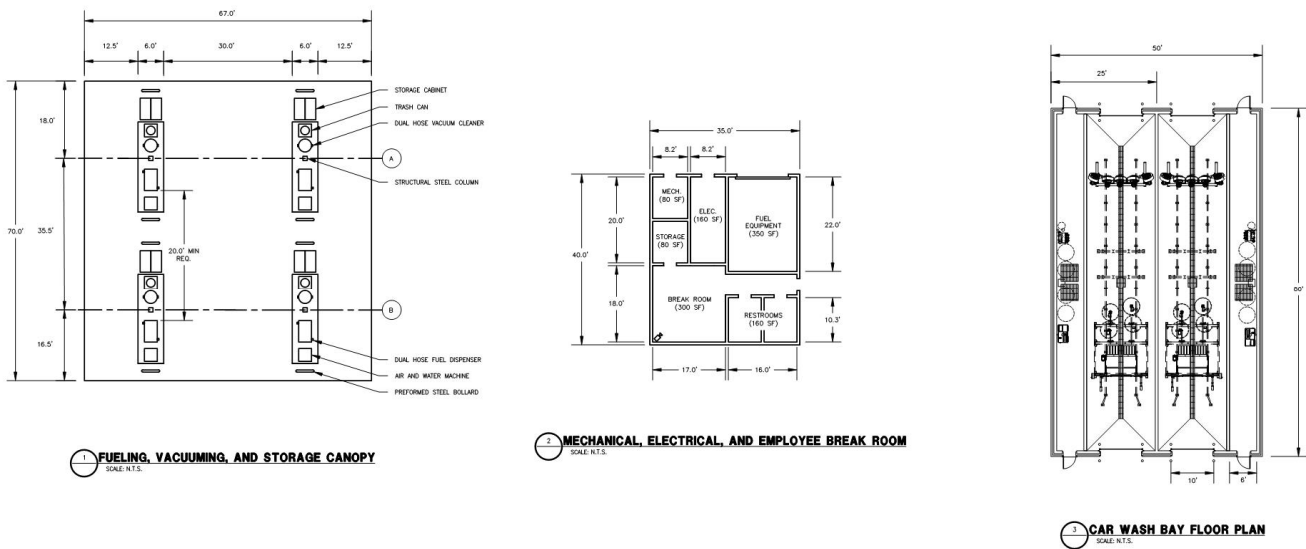 67.0'
12.5'
6.0'
30.0'
6.0'
12.5'
18.0'
70.0'
35.5'
16.5'
20.0' MIN
REQ.
STORAGE CABINET
TRASH CAN
DUAL HOSE VACUUM CLEANER
A
STRUCTURAL STEEL COLUMN
B
DUAL HOSE FUEL DISPENSER
AIR AND WATER MACHINE
PREFORMED STEEL BOLLARD
1
FUELING, VACUUMING, AND STORAGE CANOPY
SCALE: N.T.S.
35.0'
8.2'
8.2'
MECH.
(80 SF)
ELEC.
(160 SF)
FUEL
EQUIPMENT
(350 SF)
STORAGE
(80 SF)
20.0'
22.0'
40.0'
18.0'
BREAK ROOM
(300 SF)
RESTROOMS
(160 SF)
10.3'
17.0'
16.0'
2
MECHANICAL, ELECTRICAL, AND EMPLOYEE BREAK ROOM
SCALE: N.T.S.
50'
25'
10'
6'
3
CAR WASH BAY FLOOR PLAN
SCALE: N.T.S.